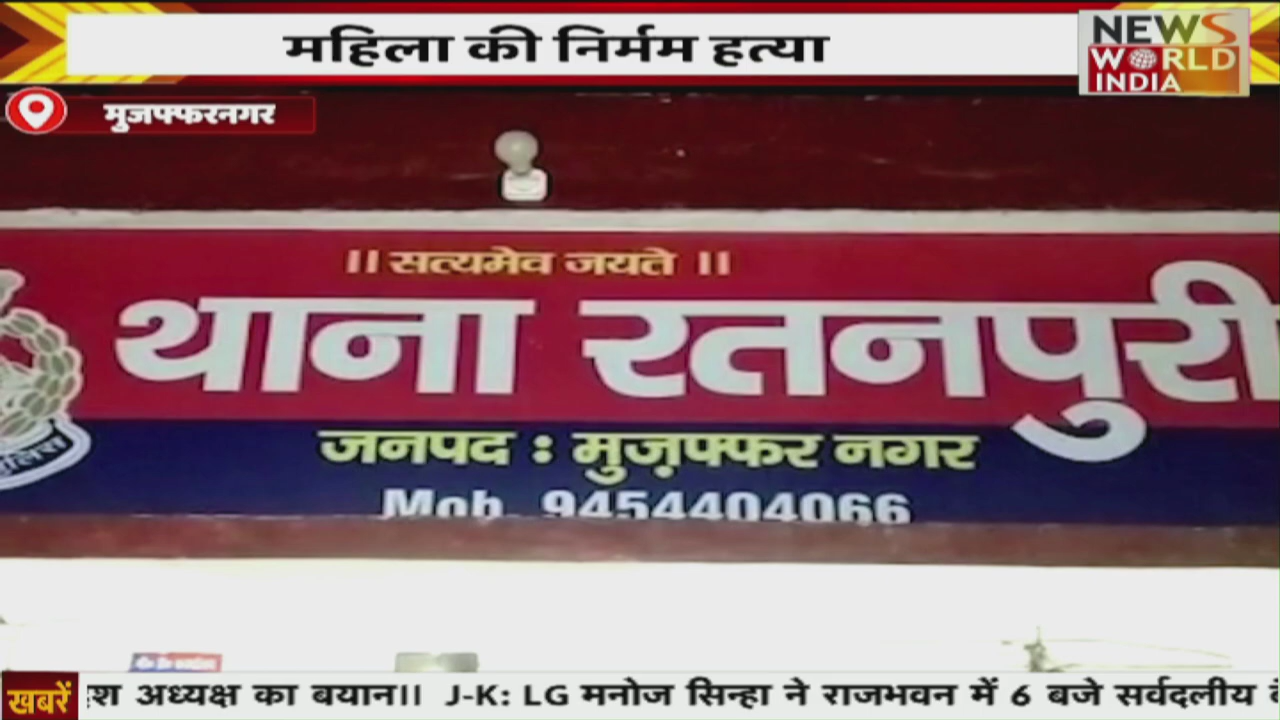 महिला की निर्मम हत्या
NEWS
WORLD
INDIA
मुजफ्फरनगर
।। सत्यमेव जयते ।।
थाना रतनपुरी
जनपद : मुज़फ्फर नगर
Mob. 9454404066
खबरें
अध्यक्ष का बयान।। J-K: LG मनोज सिन्हा ने राजभवन में 6 बजे सर्वदलीय